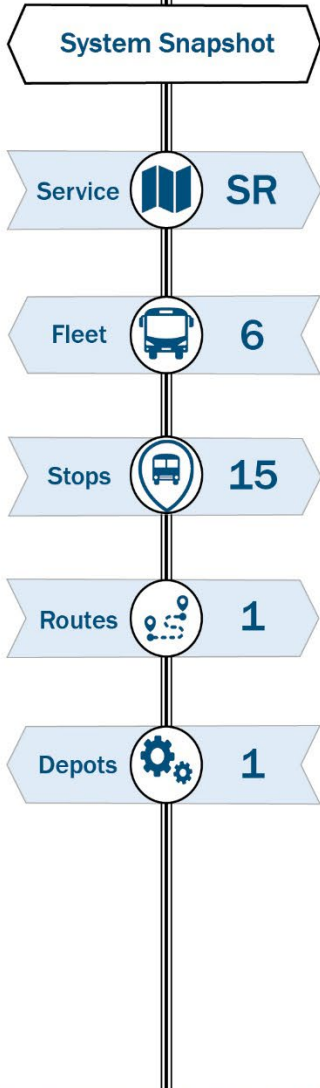 System Snapshot
Service SR
Fleet 6
Stops 15
Routes 1
Depots 1